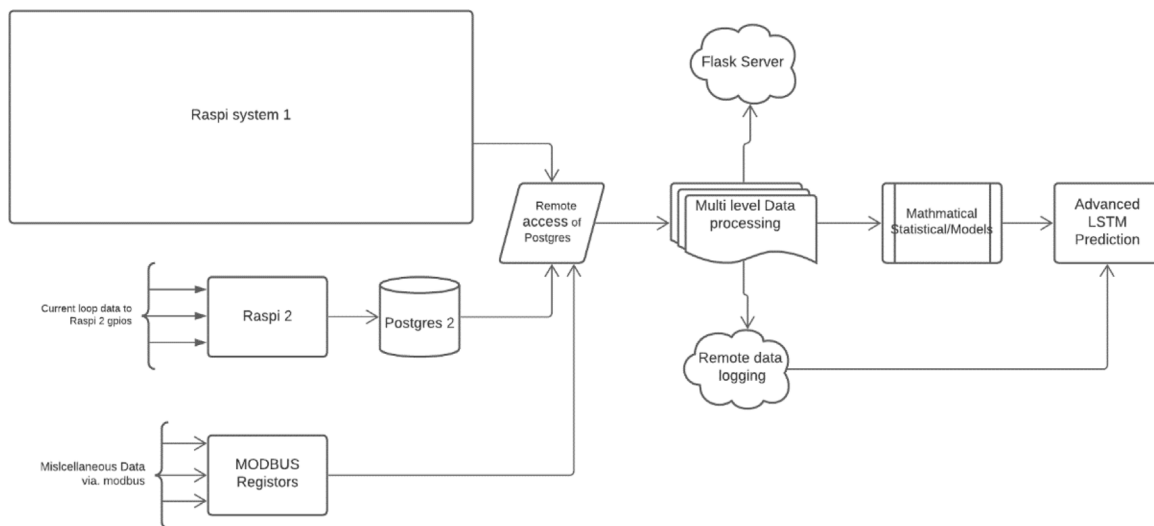 Flask Server
Raspi system 1
Remote
access of
Postgres
Multi level Data
processing
Mathmatical
Statistical/Models
Advanced
LSTM
Prediction
Current loop data to
Raspi 2 gpios
Raspi 2
Postgres 2
Remote data
logging
Mislcellaneous Data
via. modbus
MODBUS
Registors